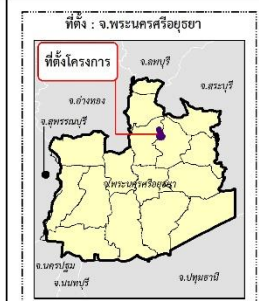 ที่ตั้ง : จ.พระนครศรีอยุธยา
ที่ตั้งโครงการ
จ.ลพบุรี
จ.สระบุรี
จ.อ่างทอง
จ.สุพรรณบุรี
จ.พระนครศรีอยุธยา
จ.นครปฐม
จ.นนทบุรี
จ.ปทุมธานี